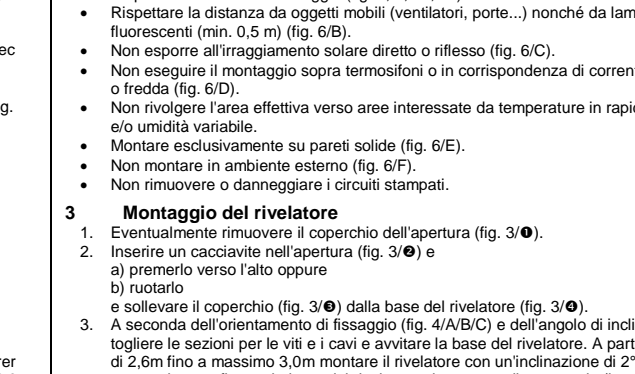 • Rispettare la distanza da oggetti mobili (ventilatori, porte...) nonché da lam
fluorescenti (min. 0,5 m) (fig. 6/B).
ec
• Non esporre all'irraggiamento solare diretto o riflesso (fig. 6/C).
• Non eseguire il montaggio sopra termosifoni o in corrispondenza di corren
o fredda (fig. 6/D).
g.
• Non rivolgere l'area effettiva verso aree interessate da temperature in rapid
e/o umidità variabile.
• Montare esclusivamente su pareti solide (fig. 6/E).
• Non montare in ambiente esterno (fig. 6/F).
• Non rimuovere o danneggiare i circuiti stampati.
3 Montaggio del rivelatore
1. Eventualmente rimuovere il coperchio dell'apertura (fig. 3/❶).
2. Inserire un cacciavite nell'apertura (fig. 3/❷) e
a) premerlo verso l'alto oppure
b) ruotarlo
e sollevare il coperchio (fig. 3/❸) dalla base del rivelatore (fig. 3/❹).
3. A seconda dell'orientamento di fissaggio (fig. 4/A/B/C) e dell'angolo di incli
togliere le sezioni per le viti e i cavi e avvitare la base del rivelatore. A part
rer
di 2,6m fino a massimo 3,0m montare il rivelatore con un'inclinazione di 2°